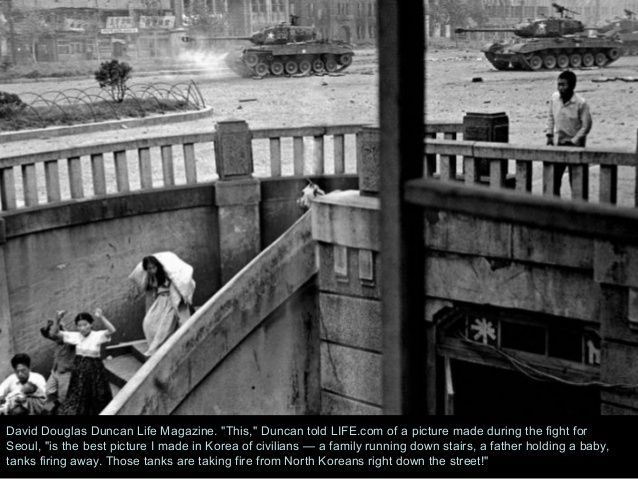 David Douglas Duncan Life Magazine. "This," Duncan told LIFE.com of a picture made during the fight for
Seoul, "is the best picture I made in Korea of civilians — a family running down stairs, a father holding a baby,
tanks firing away. Those tanks are taking fire from North Koreans right down the street!"